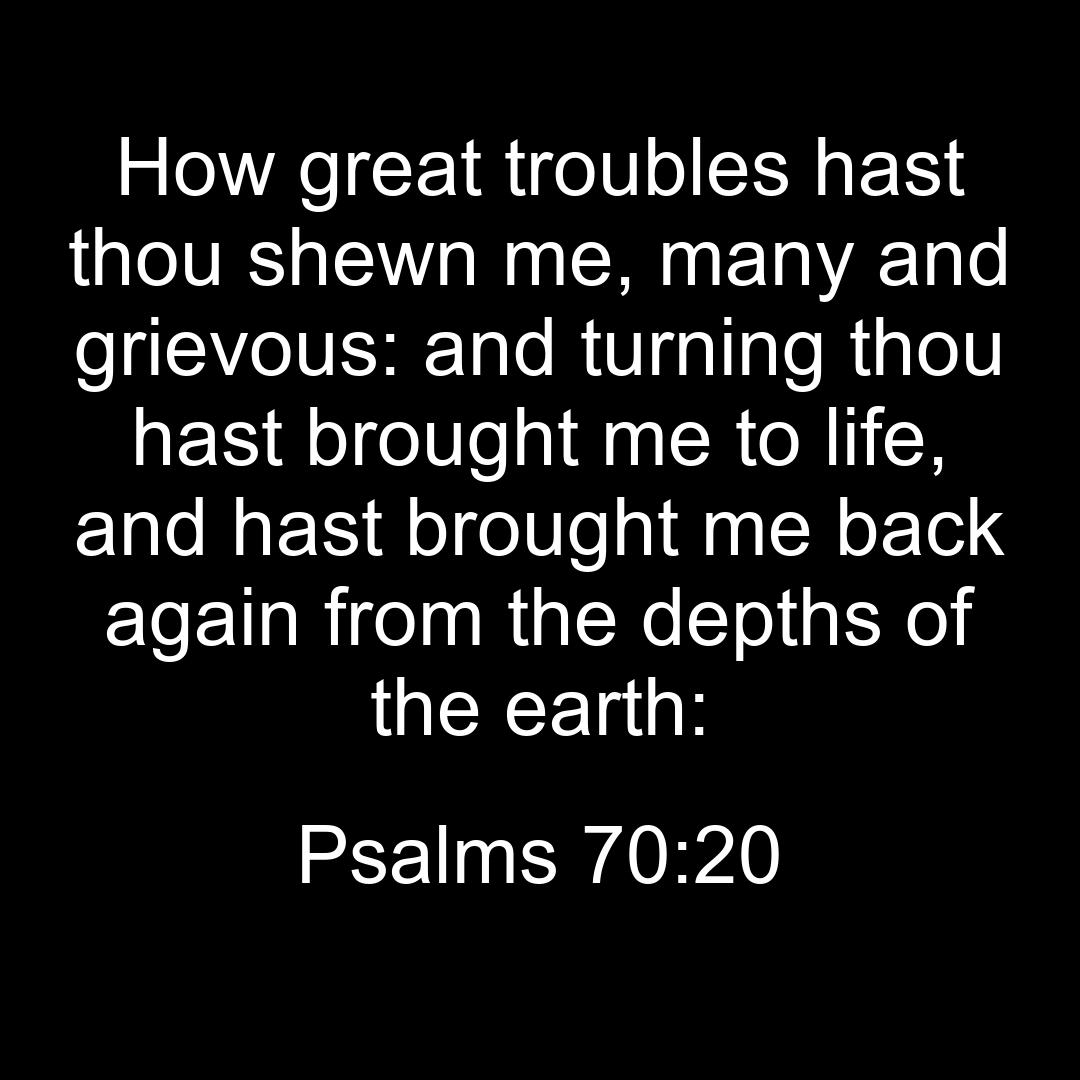 How great troubles hast
thou shewn me, many and
grievous: and turning thou
hast brought me to life,
and hast brought me back
again from the depths of
the earth:
Psalms 70:20